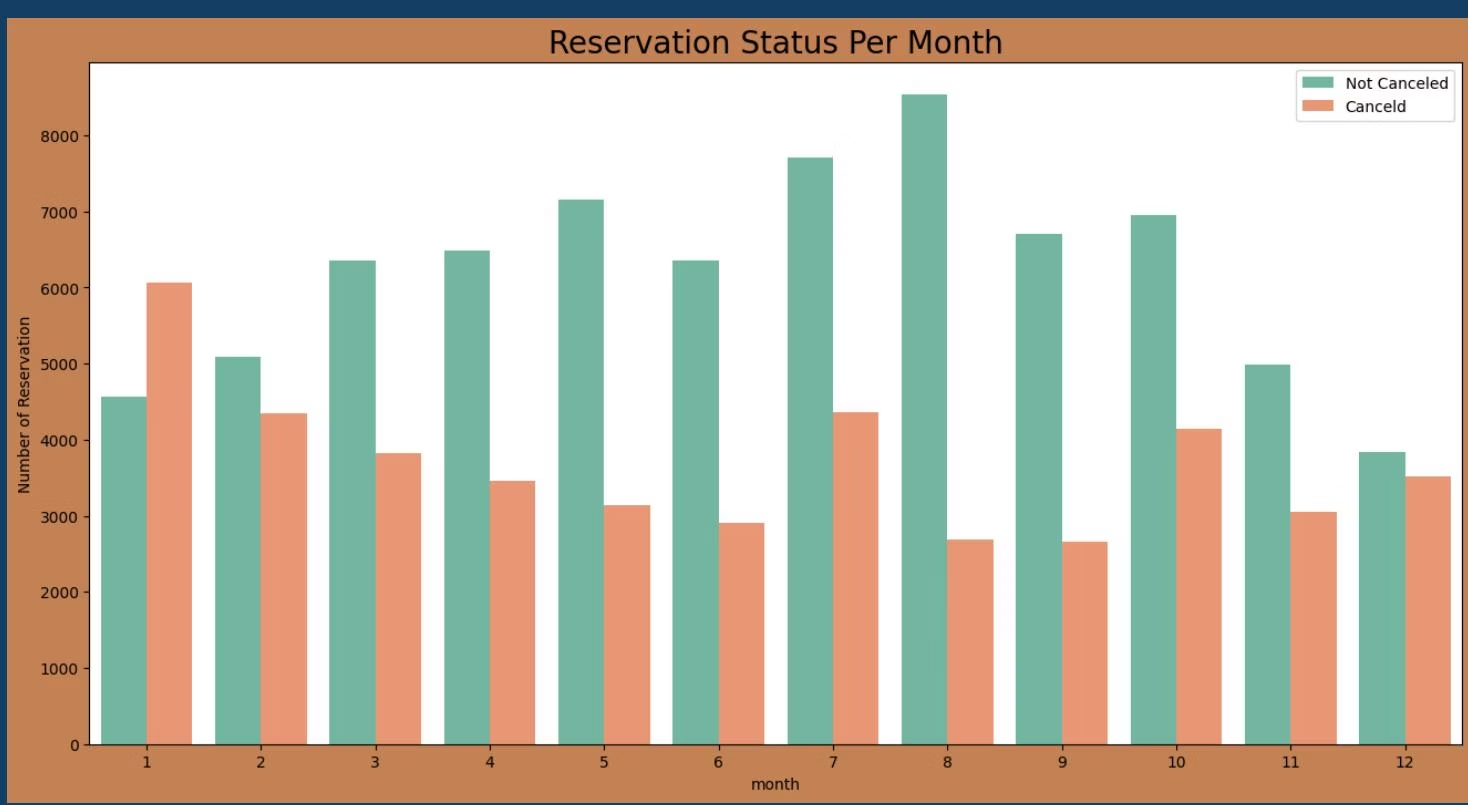 Reservation Status Per Month
Not Canceled
Canceld
8000
7000
6000
5000
4000
3000
2000
1000
0
Number of Reservation
1 2 3 4 5 6 7 8 9 10 11 12
month